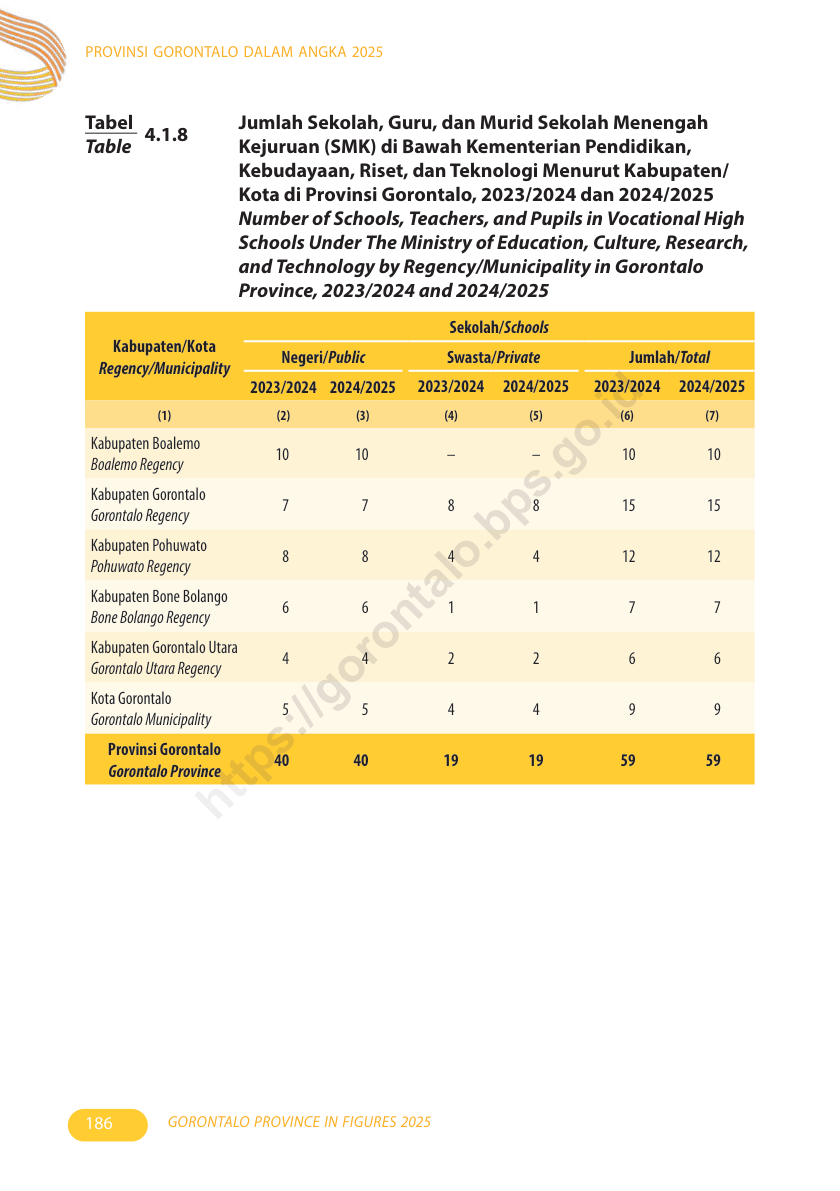 PROVINSI GORONTALO DALAM ANGKA 2025
Tabel
Table
4.1.8
Jumlah Sekolah, Guru, dan Murid Sekolah Menengah
Kejuruan (SMK) di Bawah Kementerian Pendidikan,
Kebudayaan, Riset, dan Teknologi Menurut Kabupaten/
Kota di Provinsi Gorontalo, 2023/2024 dan 2024/2025
Number of Schools, Teachers, and Pupils in Vocational High
Schools Under The Ministry of Education, Culture, Research,
and Technology by Regency/Municipality in Gorontalo
Province, 2023/2024 and 2024/2025
Kabupaten/Kota
Regency/Municipality
Sekolah/Schools
Negeri/Public Swasta/Private Jumlah/Total
2023/2024 2024/2025 2023/2024 2024/2025 2023/2024 2024/2025
(1) (2) (3) (4) (5) (6) (7)
Kabupaten Boalemo
Boalemo Regency
10 10 – – 10 10
Kabupaten Gorontalo
Gorontalo Regency
7 7 8 8 15 15
Kabupaten Pohuwato
Pohuwato Regency
8 8 4 4 12 12
Kabupaten Bone Bolango
Bone Bolango Regency
6 6 1 1 7 7
Kabupaten Gorontalo Utara
Gorontalo Utara Regency
4 4 2 2 6 6
Kota Gorontalo
Gorontalo Municipality
5 5 4 4 9 9
Provinsi Gorontalo
Gorontalo Province
40 40 19 19 59 59
https://gorontalo.bps.go.id
186
GORONTALO PROVINCE IN FIGURES 2025